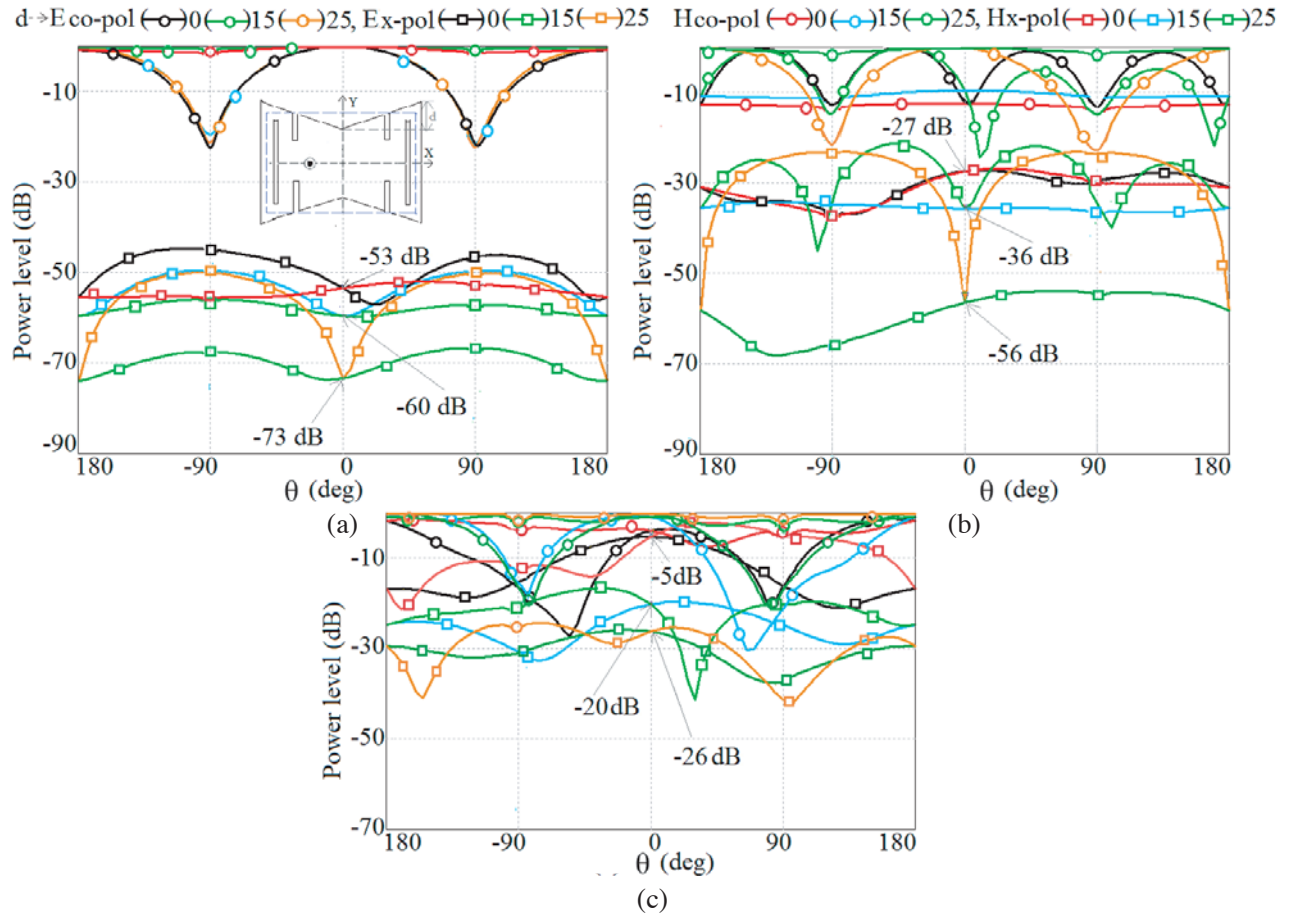 d→E co-pol (-o-)0(-o-)15(-o-)25, Ex-pol (-□-)0(-□-)15(-□-)25 Hco-pol (-o-)0(-o-)15(-o-)25, Hx-pol(-□-)0(-□-)15(-□-)25
Power level (dB)
-10
-30
-50
-70
-90
Y
d
X
-53 dB
-60 dB
-73 dB
180 -90 0 90 180
θ (deg)
(a)
Power level (dB)
-10
-30
-50
-70
-90
-27 dB
-36 dB
-56 dB
180 -90 0 90 180
θ (deg)
(b)
Power level (dB)
-10
-30
-50
-70
-5dB
-20 dB
-26 dB
180 -90 0 90 180
θ (deg)
(c)